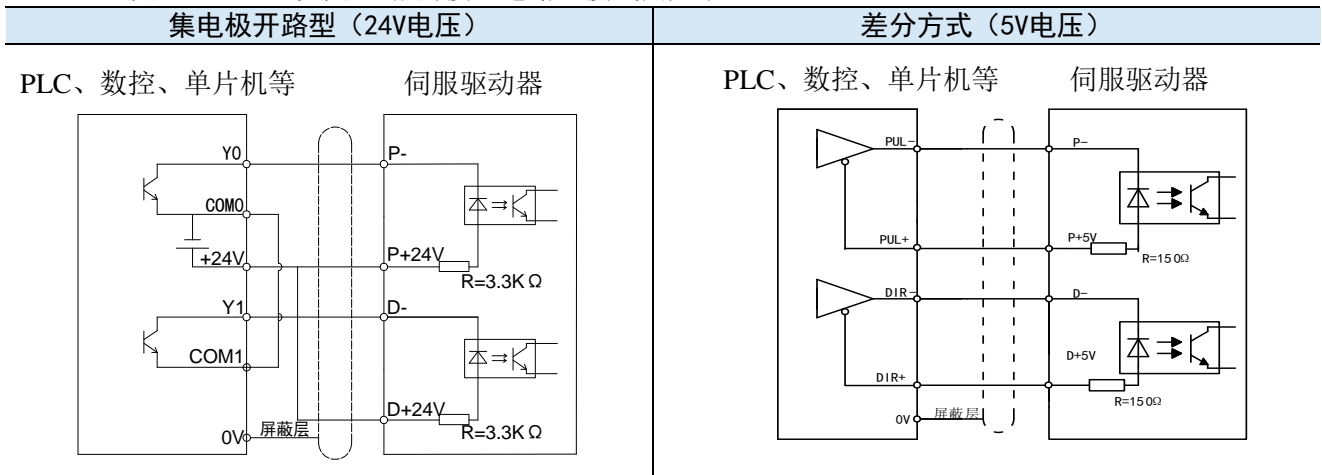 集电极开路型（24V电压）
差分方式（5V电压）
PLC、数控、单片机等
伺服驱动器
Y0
P-
COM0
+24V
P+24V
R=3.3KΩ
Y1
D-
COM1
D+24V
R=3.3KΩ
0V
屏蔽层
PLC、数控、单片机等
伺服驱动器
PUL-
P-
PUL+
P+5V
R=150Ω
DIR-
D-
D+5V
DIR+
R=150Ω
0V
屏蔽层